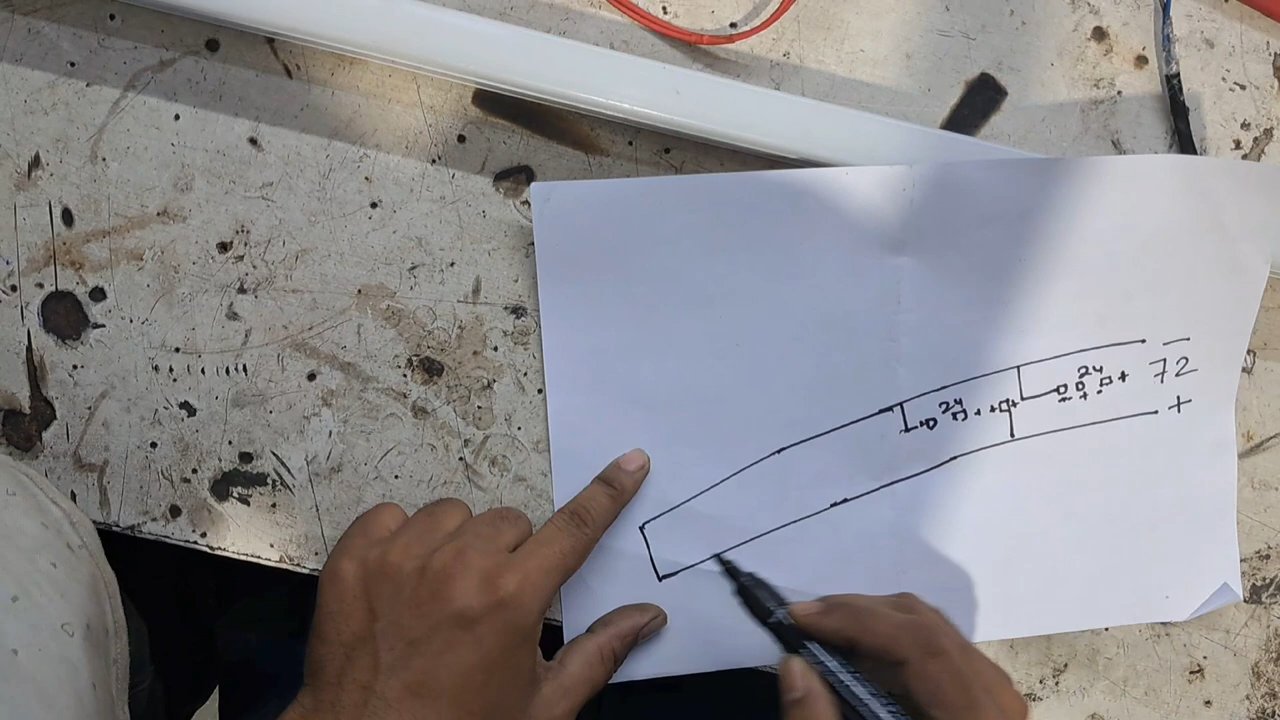 −
24 +
72
24 + +
+ - +
+